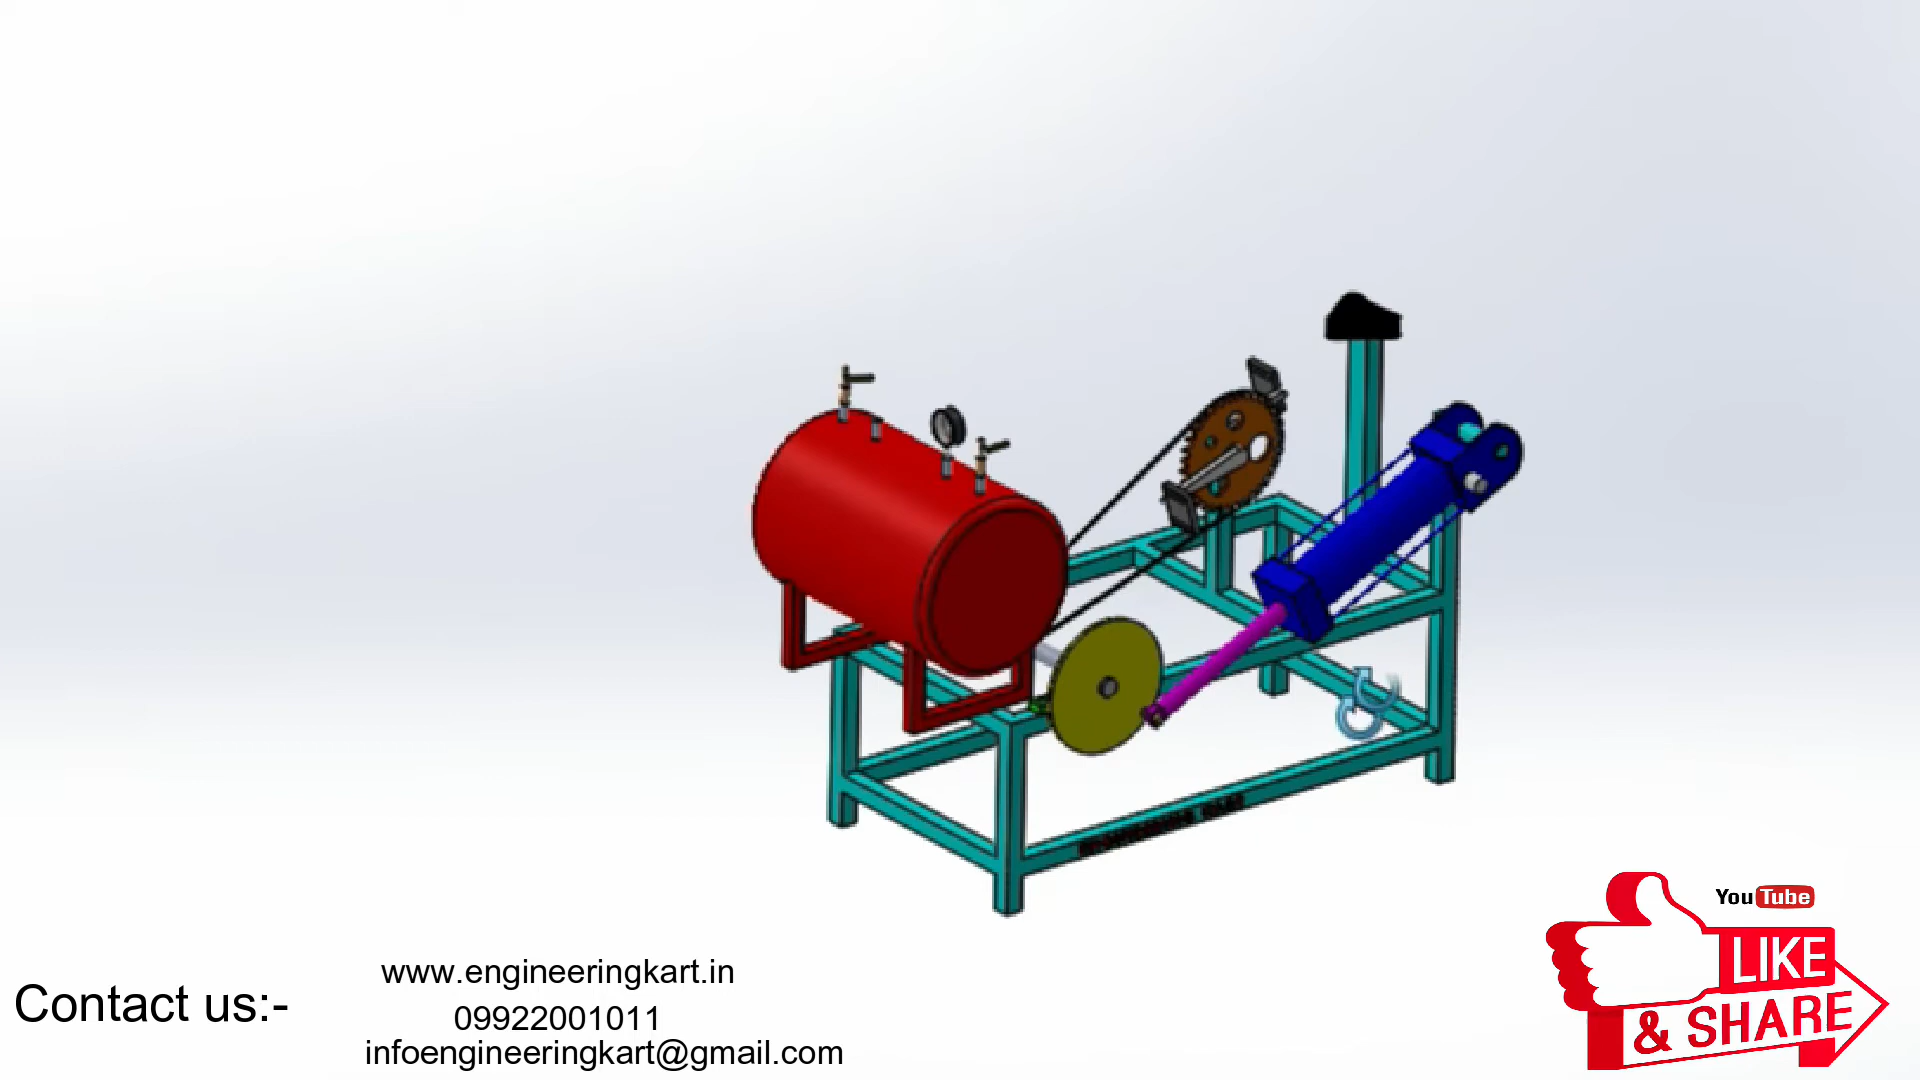 You Tube
LIKE
& SHARE
www.engineeringkart.in
Contact us:-
09922001011
infoengineeringkart@gmail.com